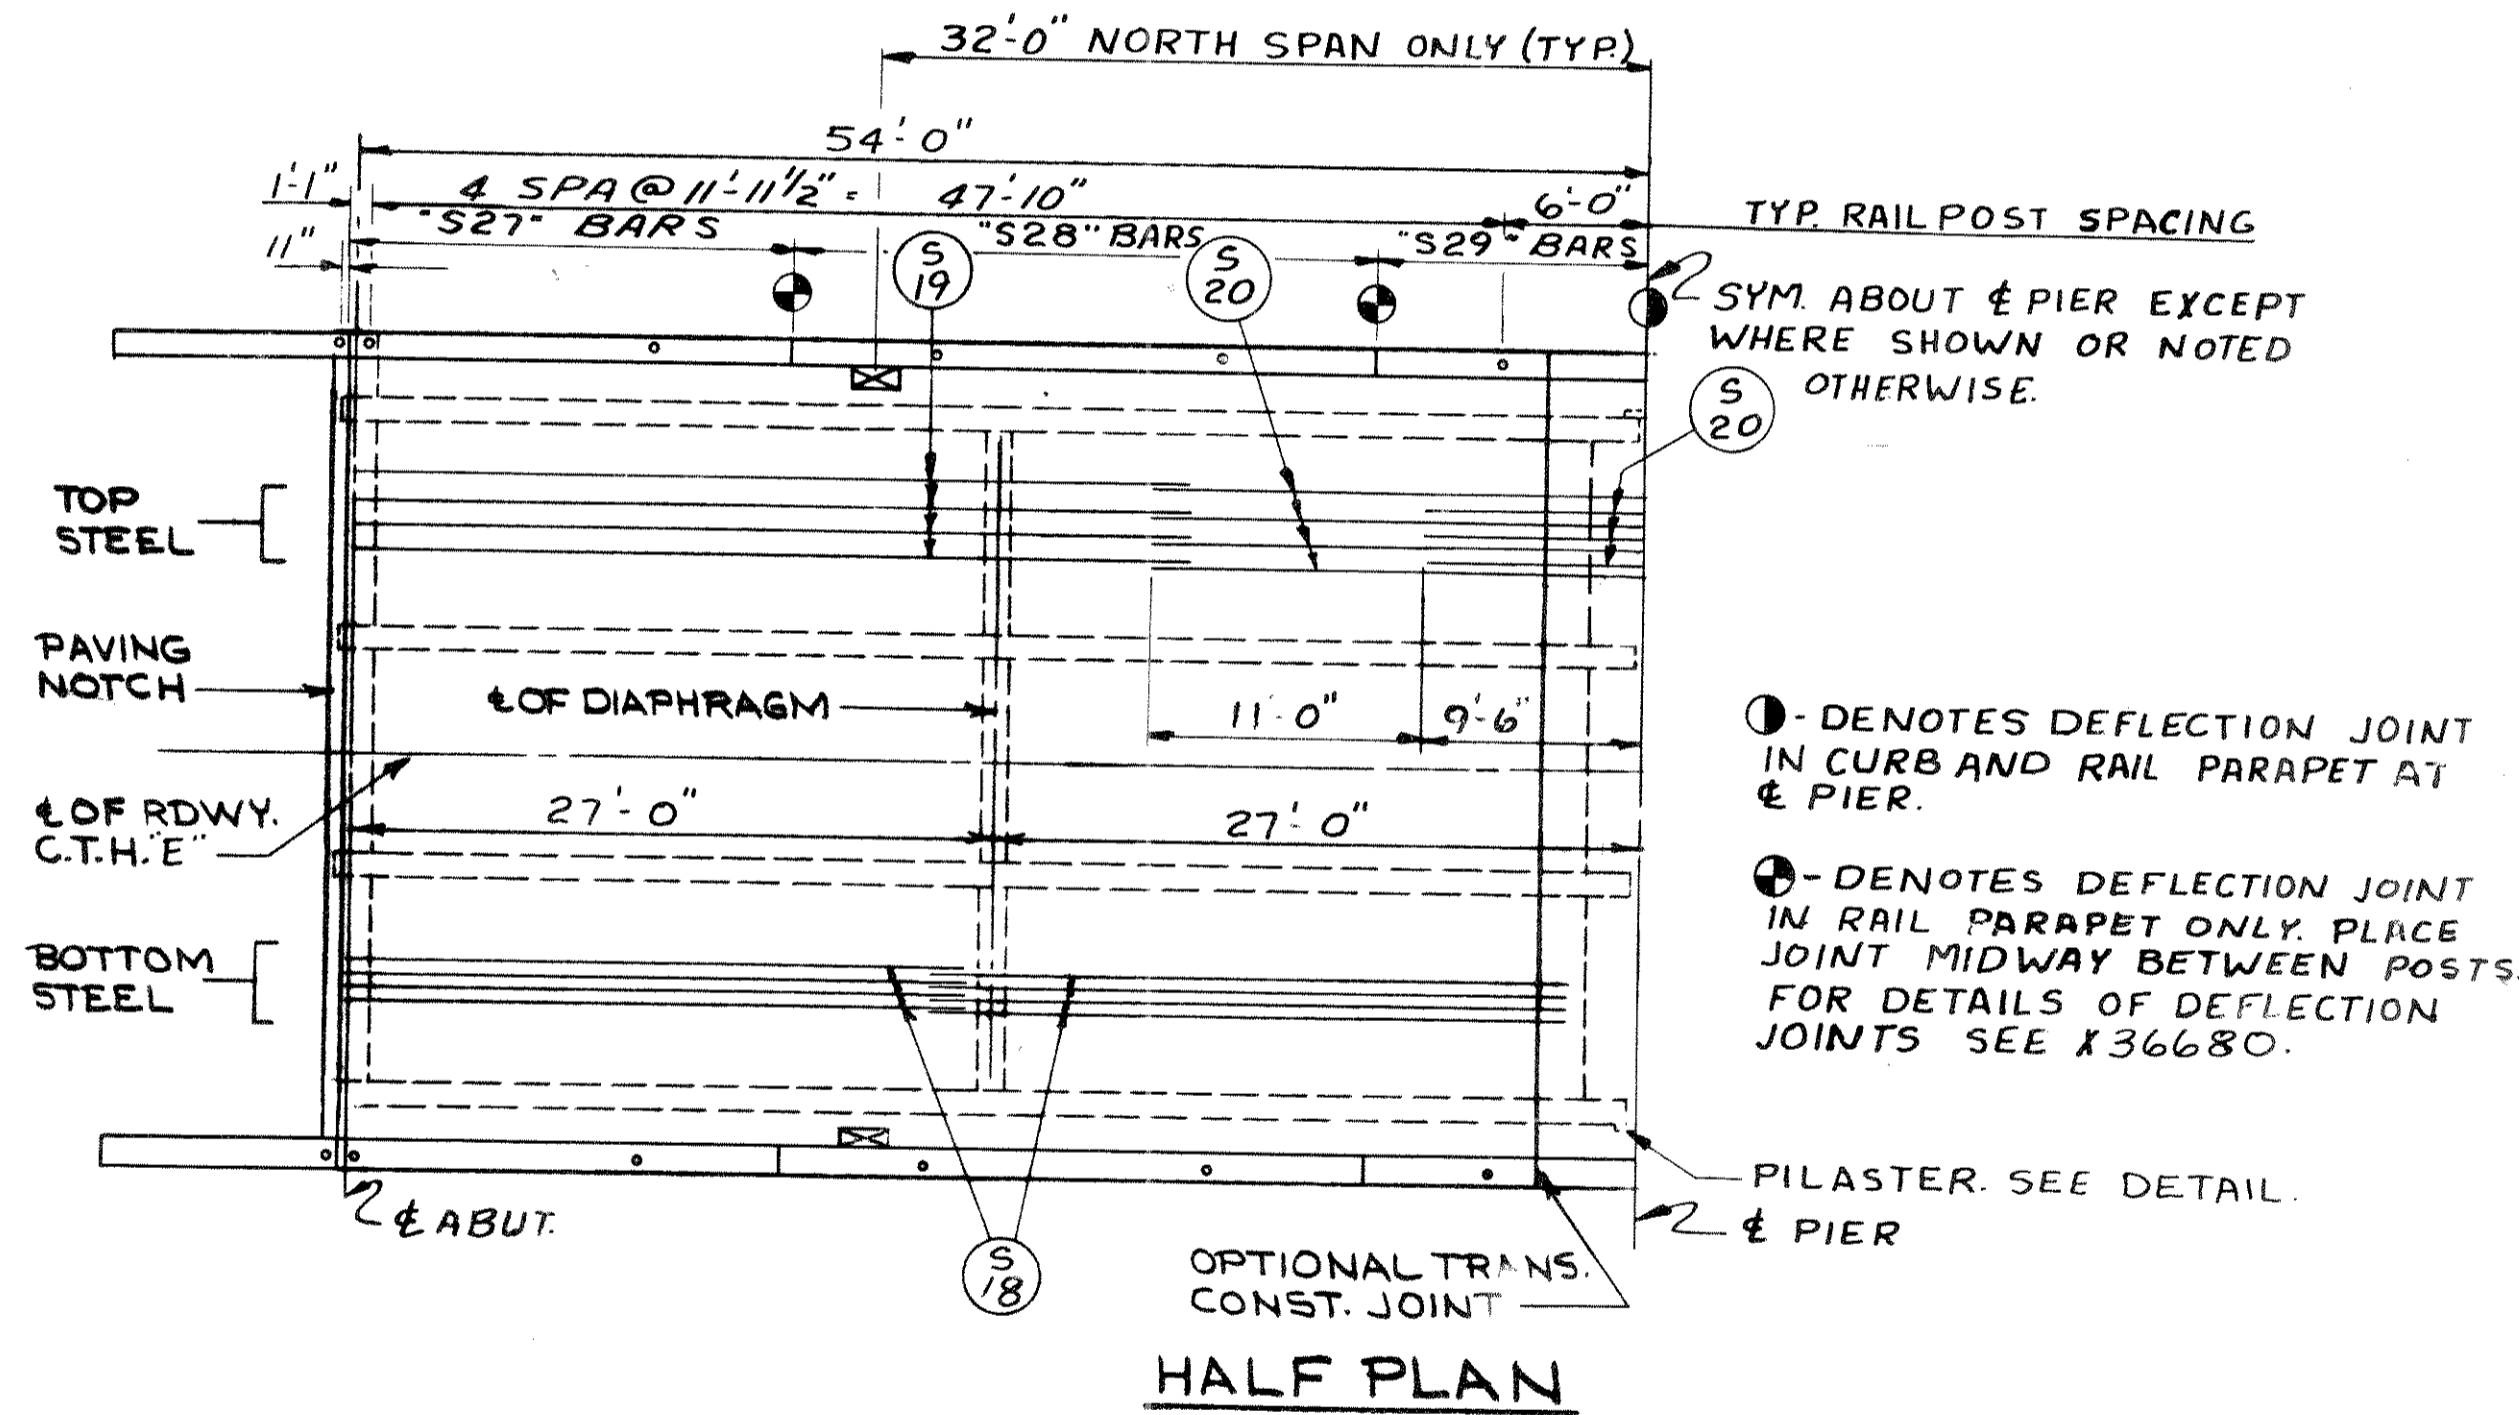 32'-0" NORTH SPAN ONLY (TYP.)
54'-0"
1'-1"
4 SPA @ 11'-11 1/2" = 47'-10"
6'-0"
TYP. RAIL POST SPACING
"S27" BARS
"S28" BARS
"S29" BARS
11"
S
19
S
20
SYM. ABOUT ℄ PIER EXCEPT
WHERE SHOWN OR NOTED
OTHERWISE.
S
20
TOP
STEEL
PAVING
NOTCH
℄ OF DIAPHRAGM
11'-0"
9'-6"
- DENOTES DEFLECTION JOINT
IN CURB AND RAIL PARAPET AT
℄ PIER.
℄ OF RDWY.
C.T.H. "E"
27'-0"
27'-0"
- DENOTES DEFLECTION JOINT
IN RAIL PARAPET ONLY. PLACE
JOINT MIDWAY BETWEEN POSTS.
FOR DETAILS OF DEFLECTION
JOINTS SEE X36680.
BOTTOM
STEEL
PILASTER. SEE DETAIL.
℄ PIER
℄ ABUT.
S
18
OPTIONAL TRANS.
CONST. JOINT
HALF PLAN